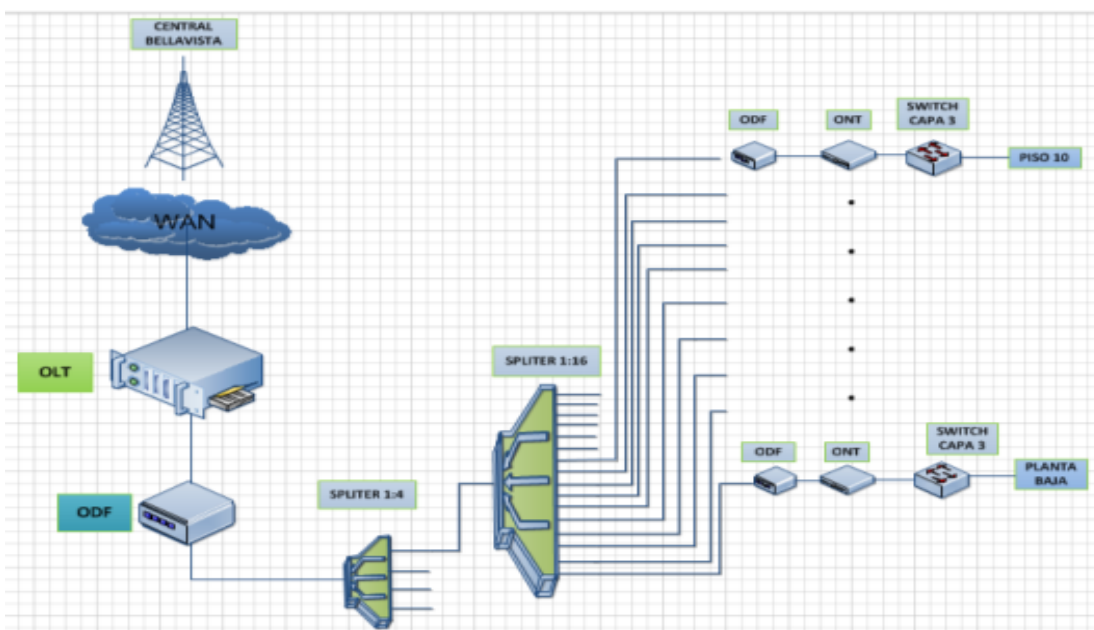 CENTRAL
BELLAVISTA
WAN
OLT
ODF
SPLITER 1:4
SPLITER 1:16
ODF
ONT
SWITCH
CAPA 3
PISO 10
ODF
ONT
SWITCH
CAPA 3
PLANTA
BAJA